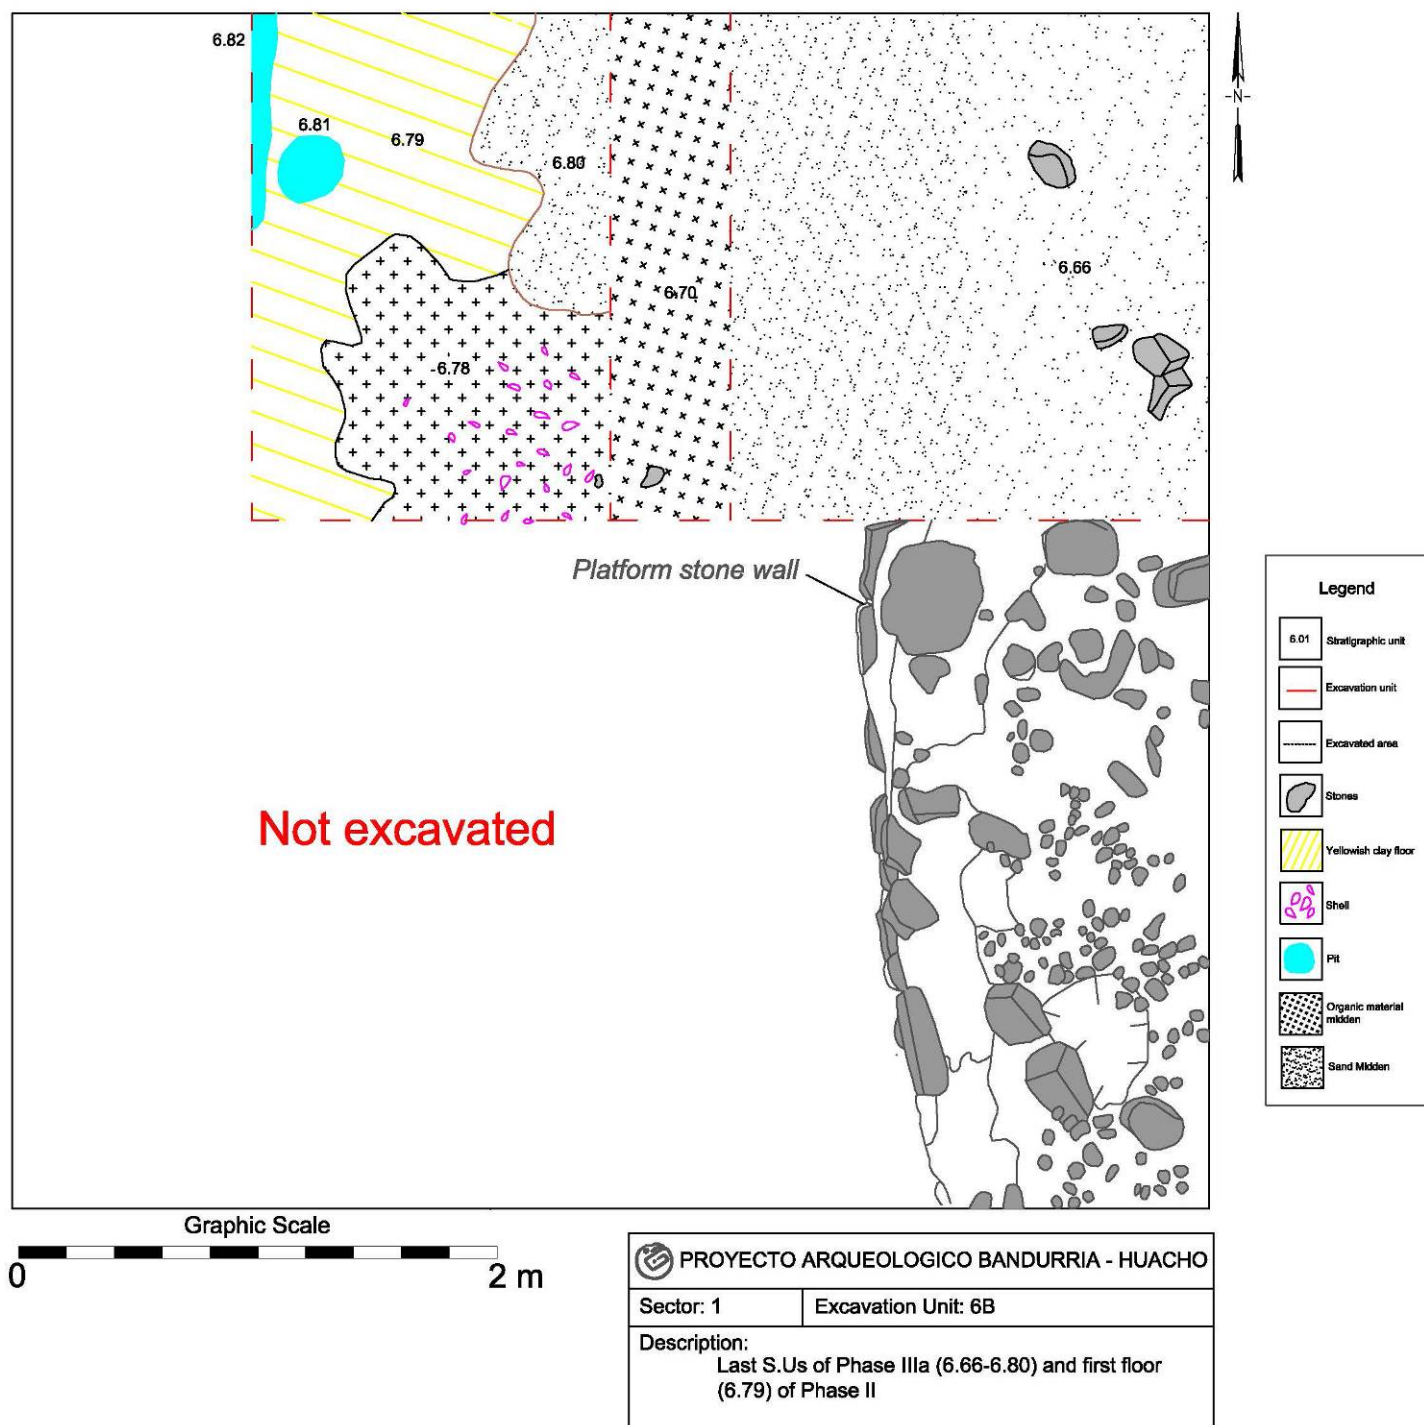 6.82
6.81
6.79
6.80
6.70
6.66
6.78
-N-
Platform stone wall
Not excavated
Legend
6.01 Stratigraphic unit
Excavation unit
Excavated area
Stones
Yellowish clay floor
Shell
Pit
Organic material
midden
Sand Midden
Graphic Scale
0 2 m
PROYECTO ARQUEOLOGICO BANDURRIA - HUACHO
Sector: 1 Excavation Unit: 6B
Description:
Last S.Us of Phase IIIa (6.66-6.80) and first floor
(6.79) of Phase II